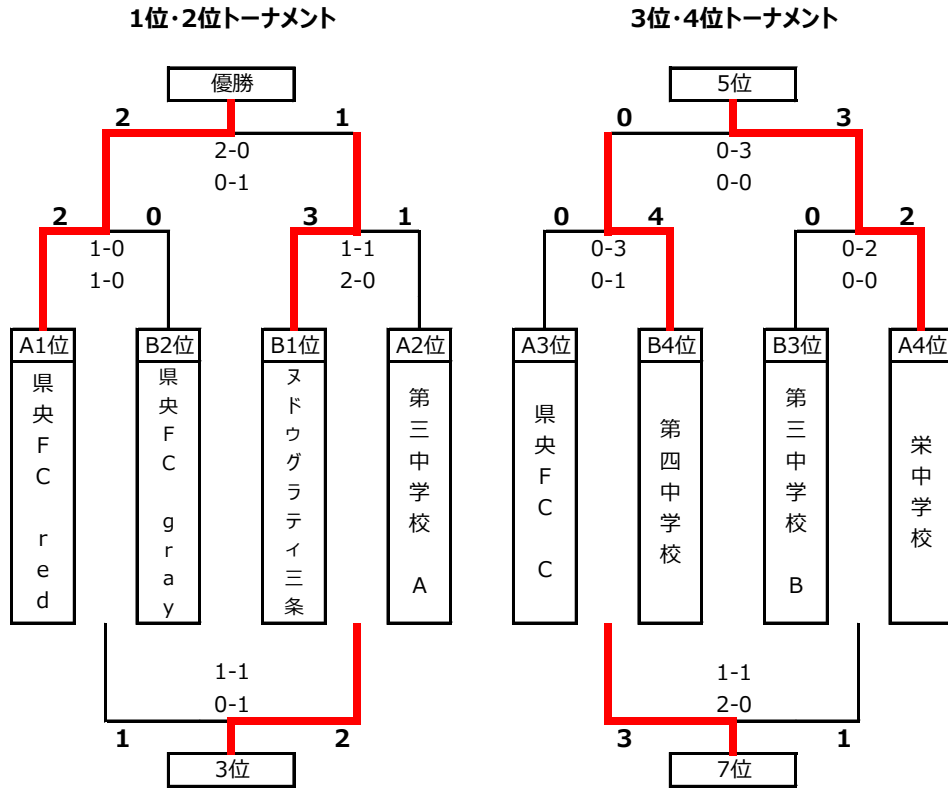 1位・2位トーナメント
3位・4位トーナメント
優勝
5位
2
1
0
3
2-0
0-3
0-1
0-0
2
0
3
1
0
4
0
2
1-0
1-1
0-3
0-2
1-0
2-0
0-1
0-0
A1位
B2位
B1位
A2位
A3位
B4位
B3位
A4位
県央FC red
県央FC gray
ヌドゥグラティ三条
第三中学校 A
県央FC C
第四中学校
第三中学校 B
栄中学校
1-1
1-1
0-1
2-0
1
2
3
1
3位
7位